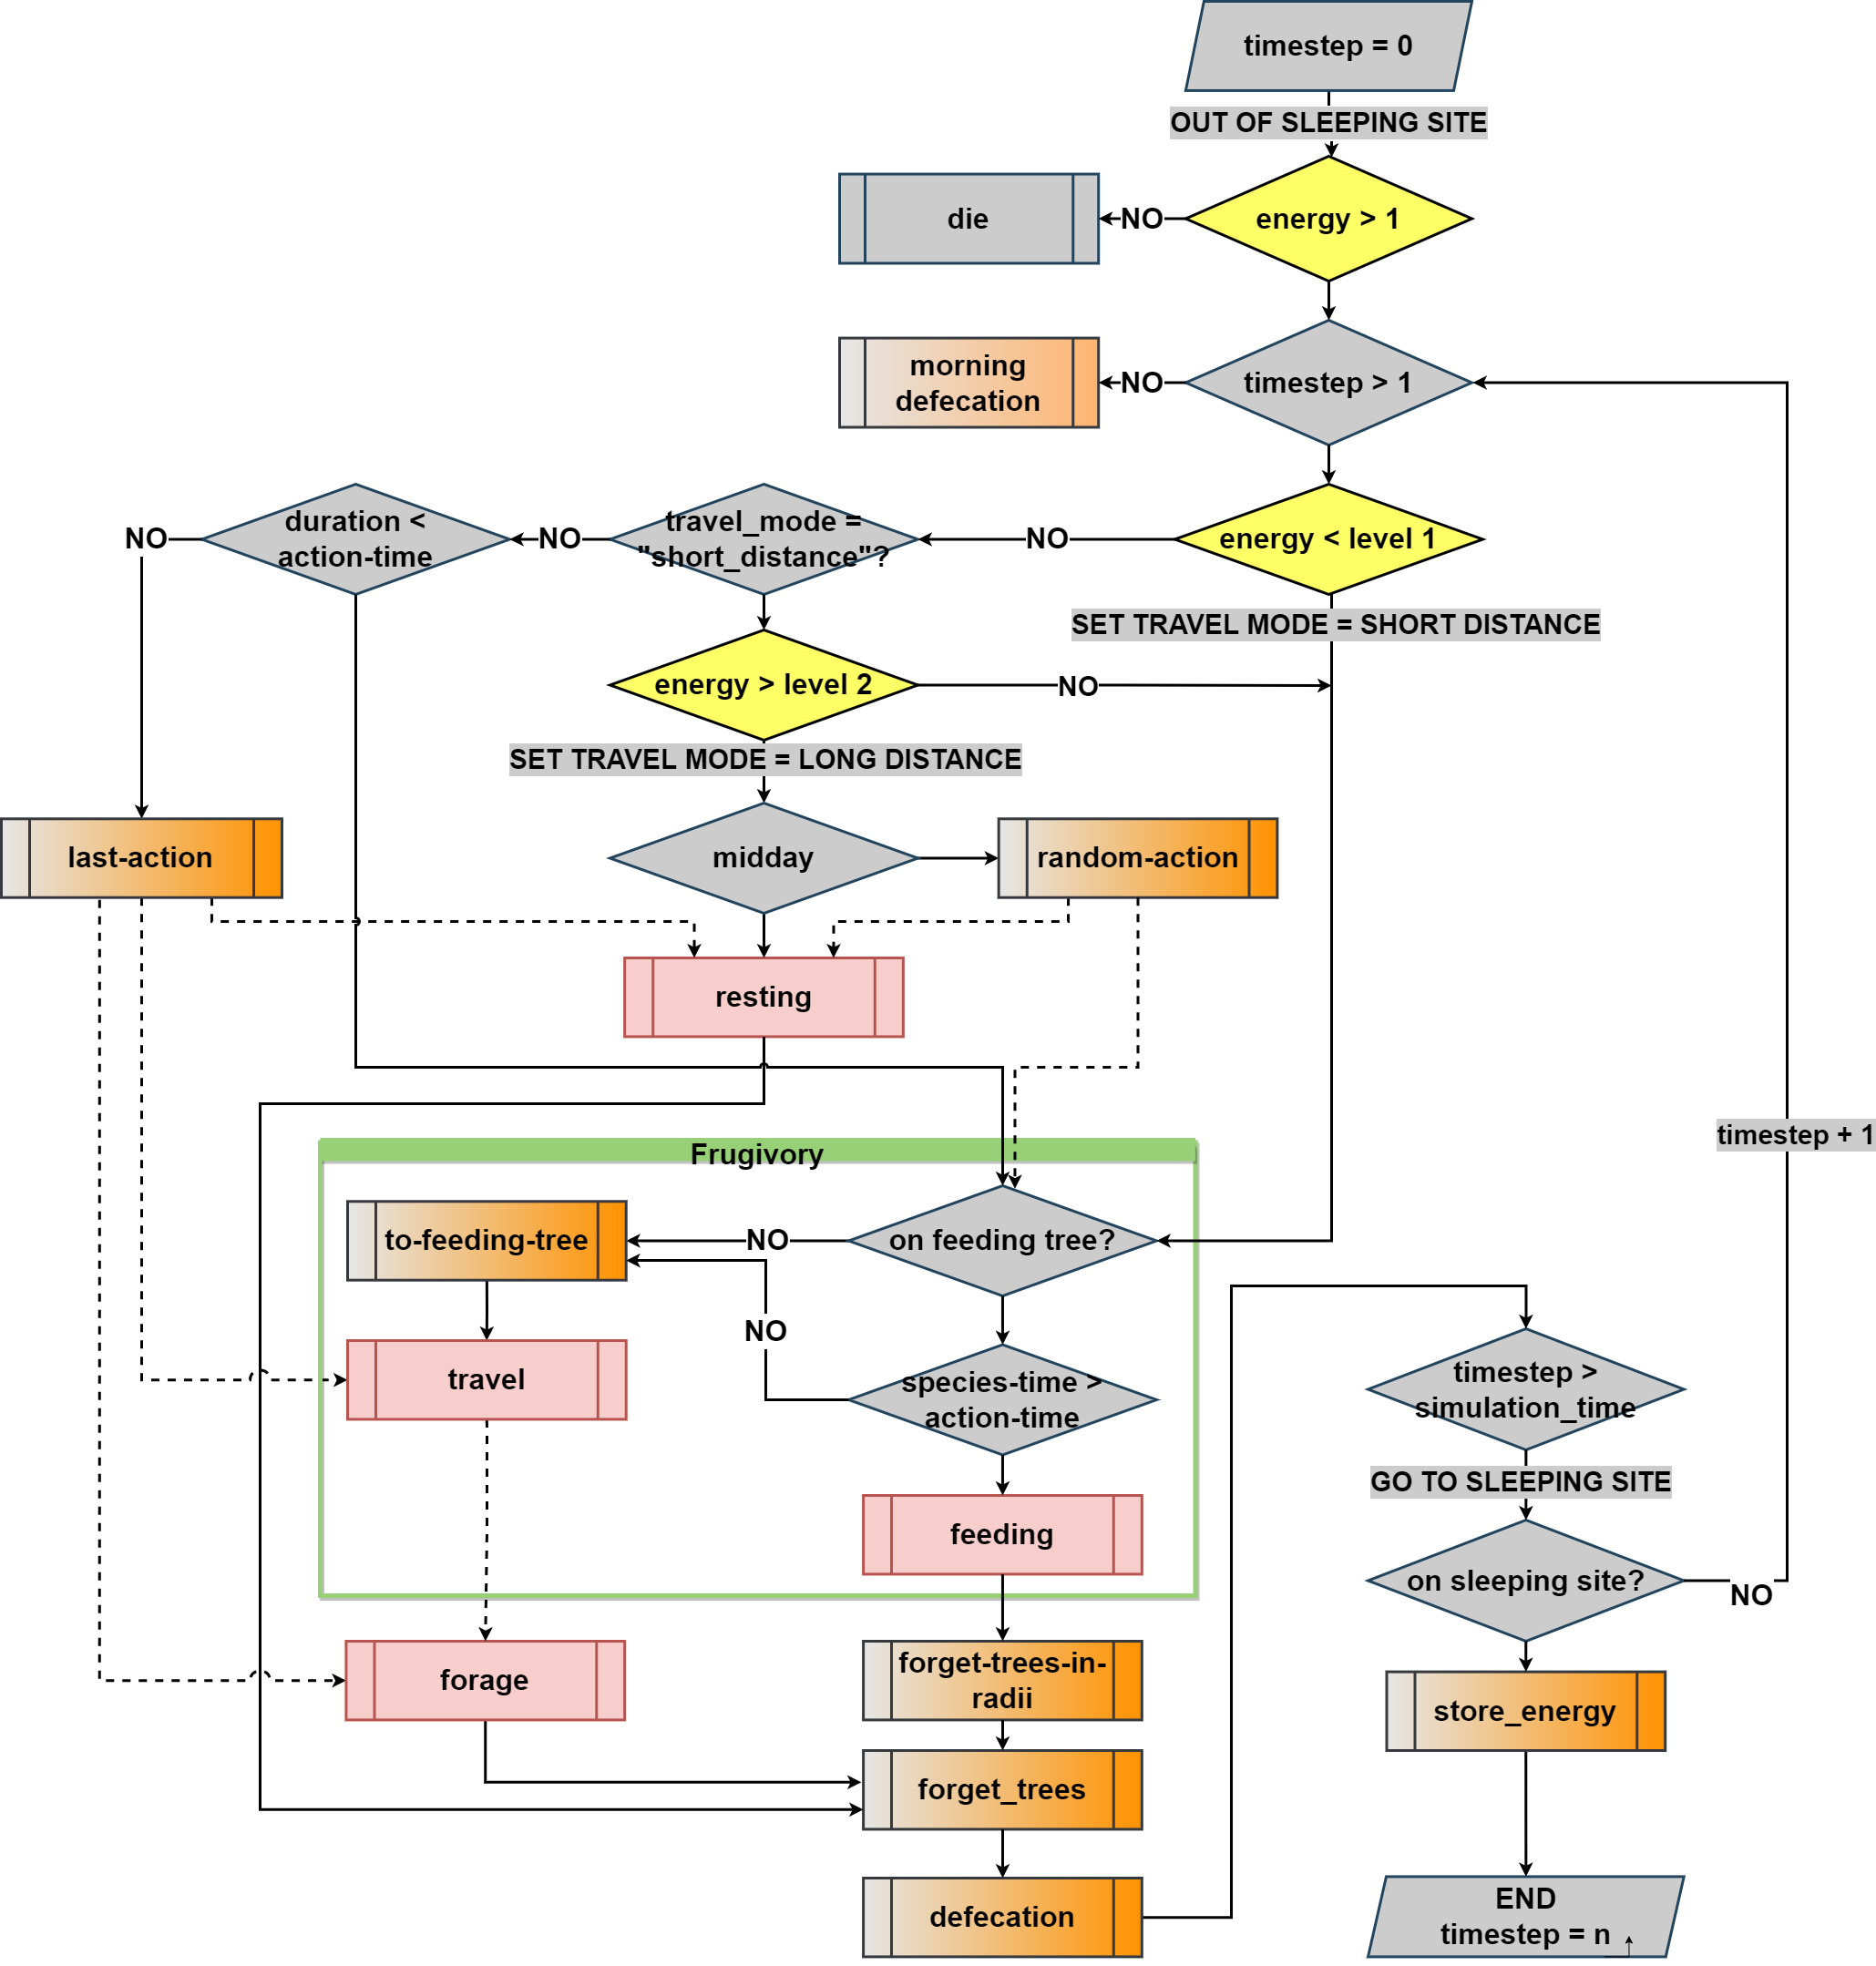 timestep = 0
OUT OF SLEEPING SITE
energy > 1
NO
die
timestep > 1
NO
morning
defecation
energy < level 1
NO
travel_mode =
"short_distance"?
NO
duration <
action-time
NO
SET TRAVEL MODE = SHORT DISTANCE
energy > level 2
NO
SET TRAVEL MODE = LONG DISTANCE
last-action
midday
random-action
resting
timestep + 1
Frugivory
to-feeding-tree
NO
on feeding tree?
NO
travel
species-time >
action-time
timestep >
simulation_time
GO TO SLEEPING SITE
feeding
on sleeping site?
NO
forage
forget-trees-in-
radii
store_energy
forget_trees
defecation
END
timestep = n